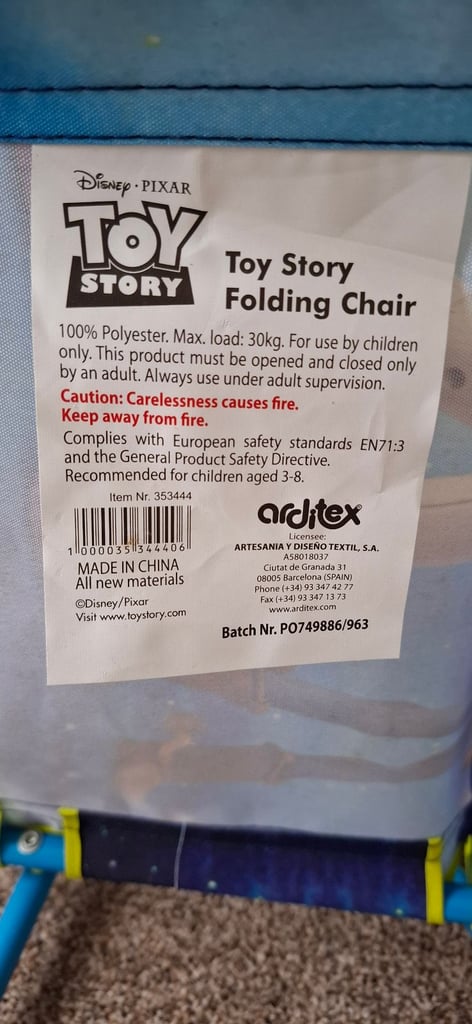 Disney · PIXAR
TOY
STORY
Toy Story
Folding Chair
100% Polyester. Max. load: 30kg. For use by children
only. This product must be opened and closed only
by an adult. Always use under adult supervision.
Caution: Carelessness causes fire.
Keep away from fire.
Complies with European safety standards EN71:3
and the General Product Safety Directive.
Recommended for children aged 3-8.
Item Nr. 353444
1 000035 344406
MADE IN CHINA
All new materials
©Disney/Pixar
Visit www.toystory.com
arditex
Licensee:
ARTESANIA Y DISEÑO TEXTIL, S.A.
A58018037
Ciutat de Granada 31
08005 Barcelona (SPAIN)
Phone (+34) 93 347 42 77
Fax (+34) 93 347 13 73
www.arditex.com
Batch Nr. PO749886/963